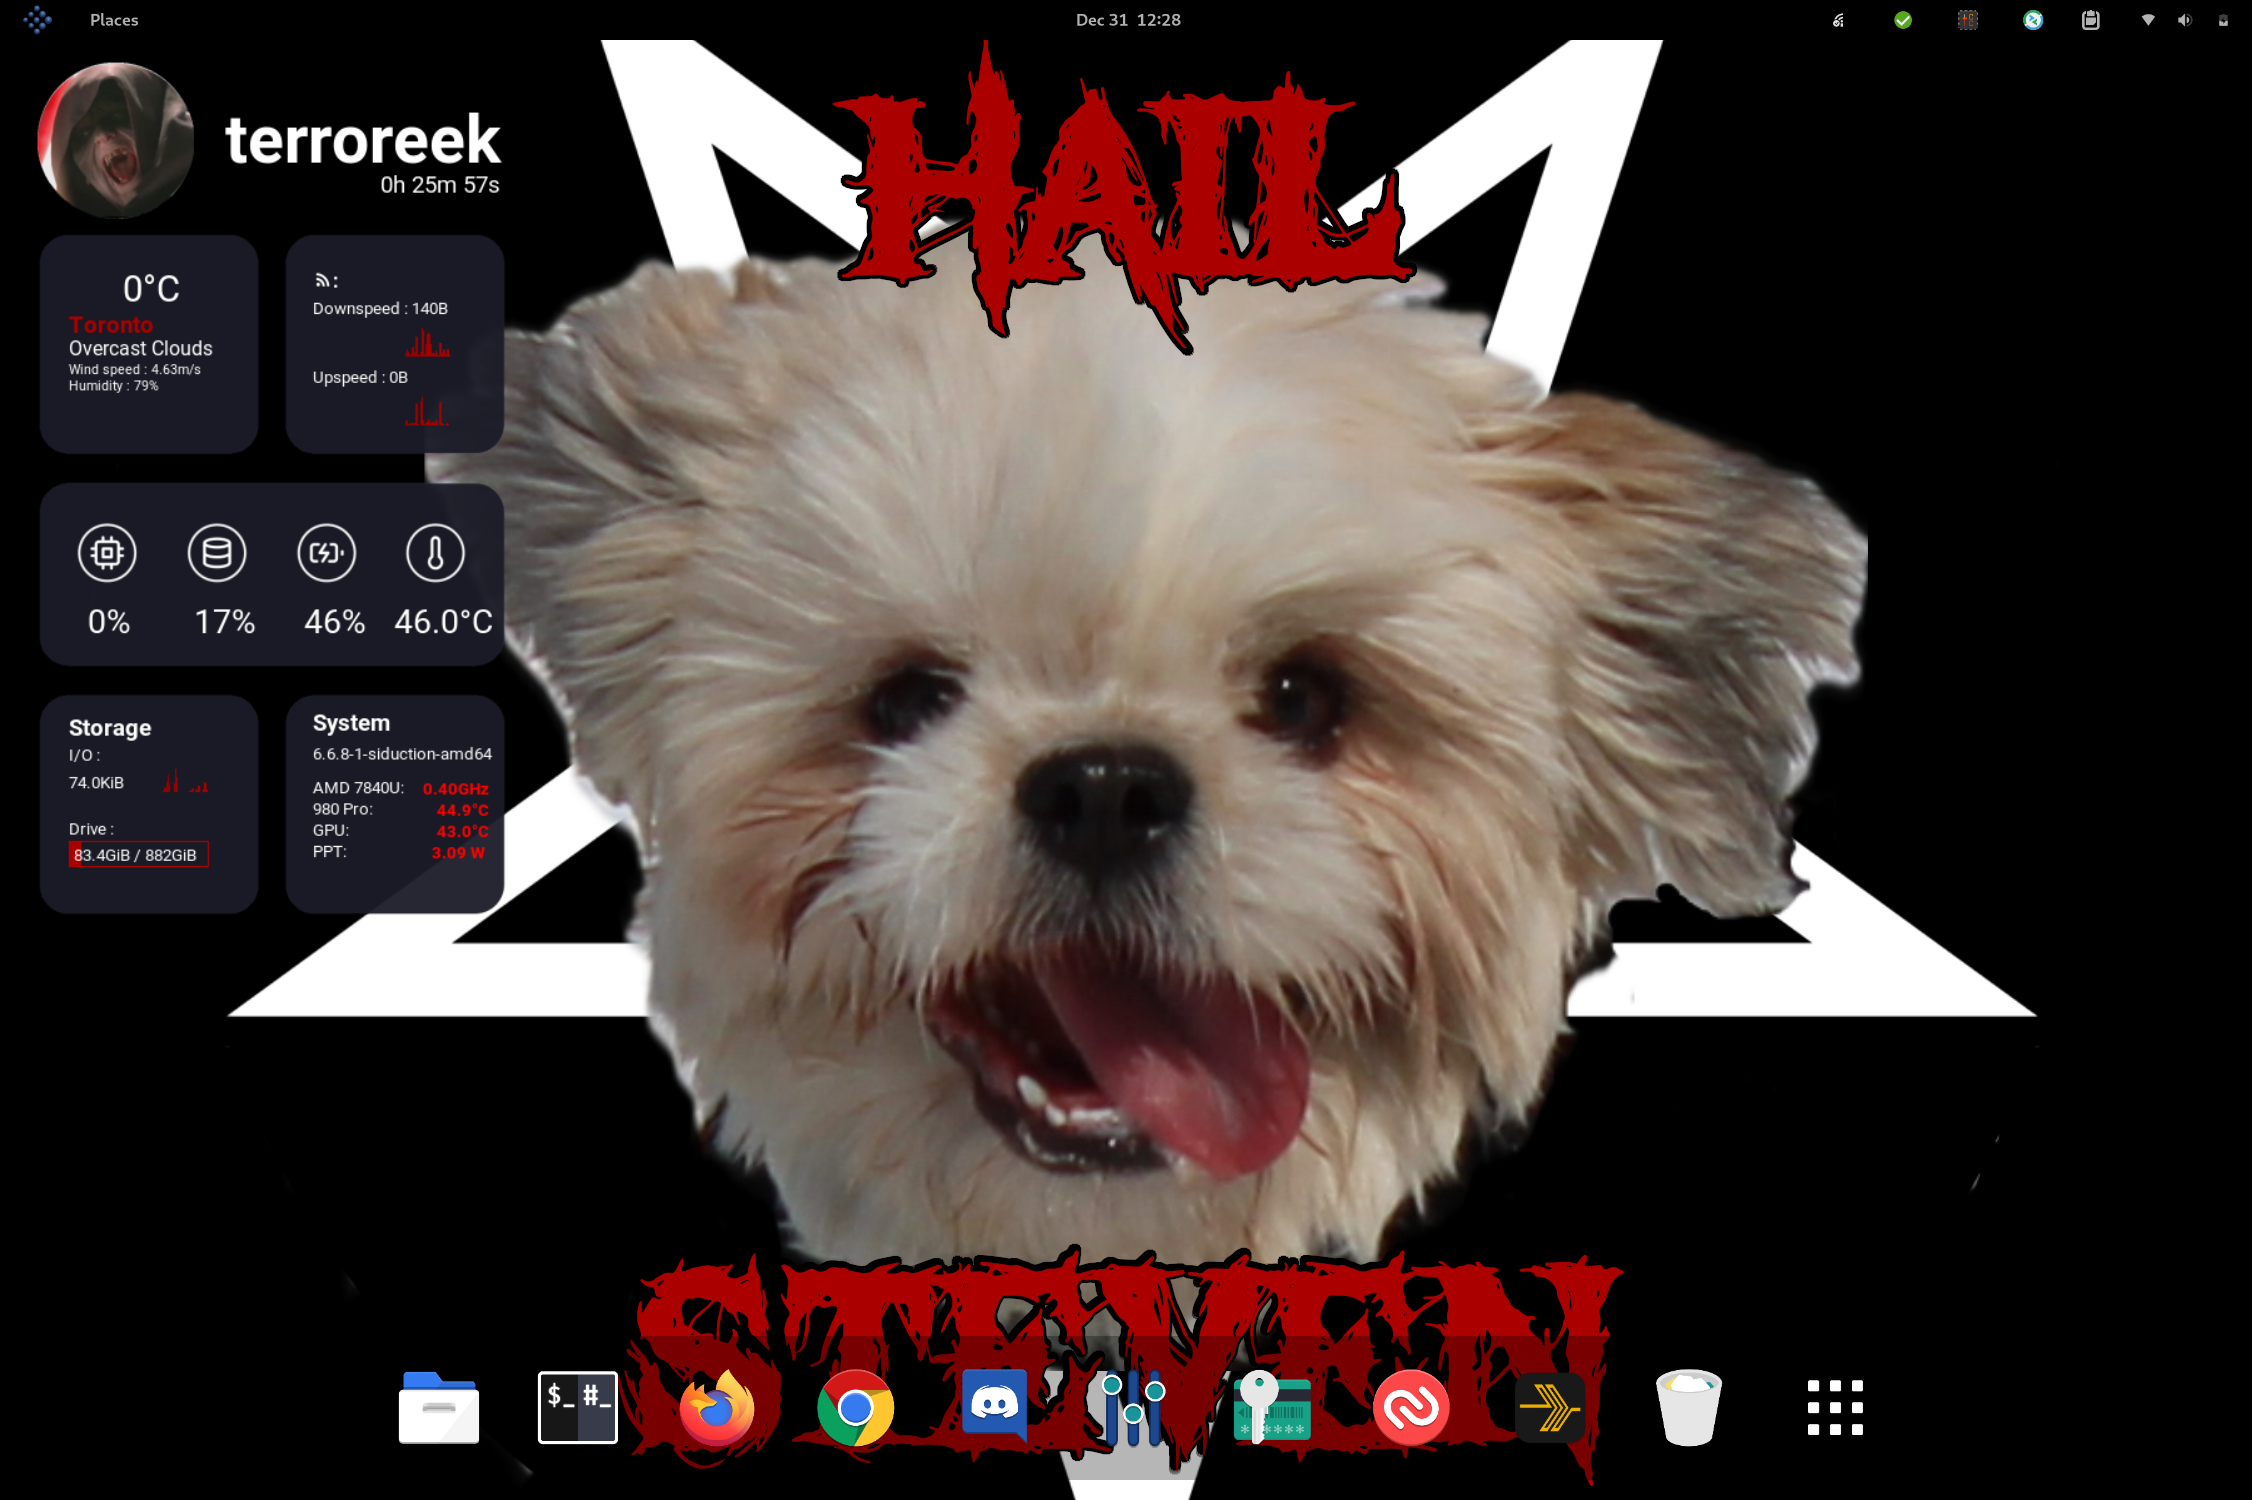 Places
Dec 31 12:28
HAIL
terroreek
0h 25m 57s
0°C
Toronto
Overcast Clouds
Wind speed : 4.63m/s
Humidity : 79%
:
Downspeed : 140B
Upspeed : 0B
0% 17% 46% 46.0°C
Storage
I/O :
74.0KiB
Drive :
83.4GiB / 882GiB
System
6.6.8-1-siduction-amd64
AMD 7840U: 0.40GHz
980 Pro: 44.9°C
GPU: 43.0°C
PPT: 3.09 W
STEVEN
$_ #_
******